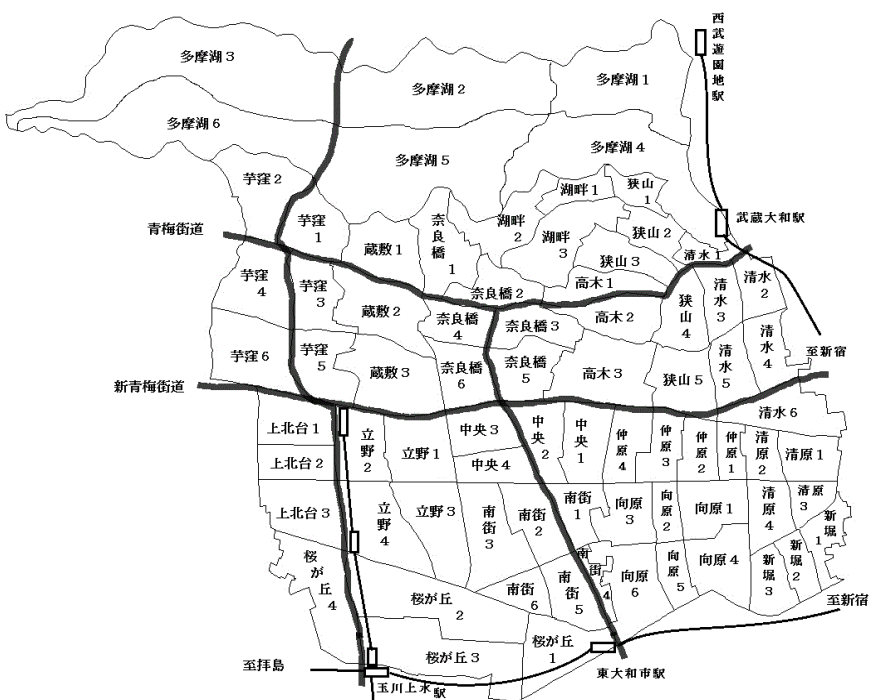 西武遊園地駅
多摩湖3
多摩湖2
多摩湖1
多摩湖6
多摩湖5
多摩湖4
芋窪2
湖畔1
狭山1
武蔵大和駅
青梅街道
芋窪1
蔵敷1
奈良橋1
湖畔2
湖畔3
狭山2
狭山3
清水1
芋窪4
芋窪3
蔵敷2
奈良橋2
高木1
狭山4
清水3
清水2
奈良橋4
奈良橋3
高木2
芋窪6
芋窪5
蔵敷3
奈良橋6
奈良橋5
高木3
狭山5
清水5
清水4
至新宿
新青梅街道
清水6
上北台1
立野2
立野1
中央3
中央2
中央1
仲原4
仲原3
仲原2
仲原1
清原2
清原1
上北台2
中央4
上北台3
立野4
立野3
南街3
南街2
南街1
向原3
向原2
向原1
清原4
清原3
新堀1
桜が丘4
南街4
向原6
向原5
向原4
新堀3
新堀2
桜が丘2
南街6
南街5
至新宿
桜が丘3
桜が丘1
至拝島
玉川上水駅
東大和市駅